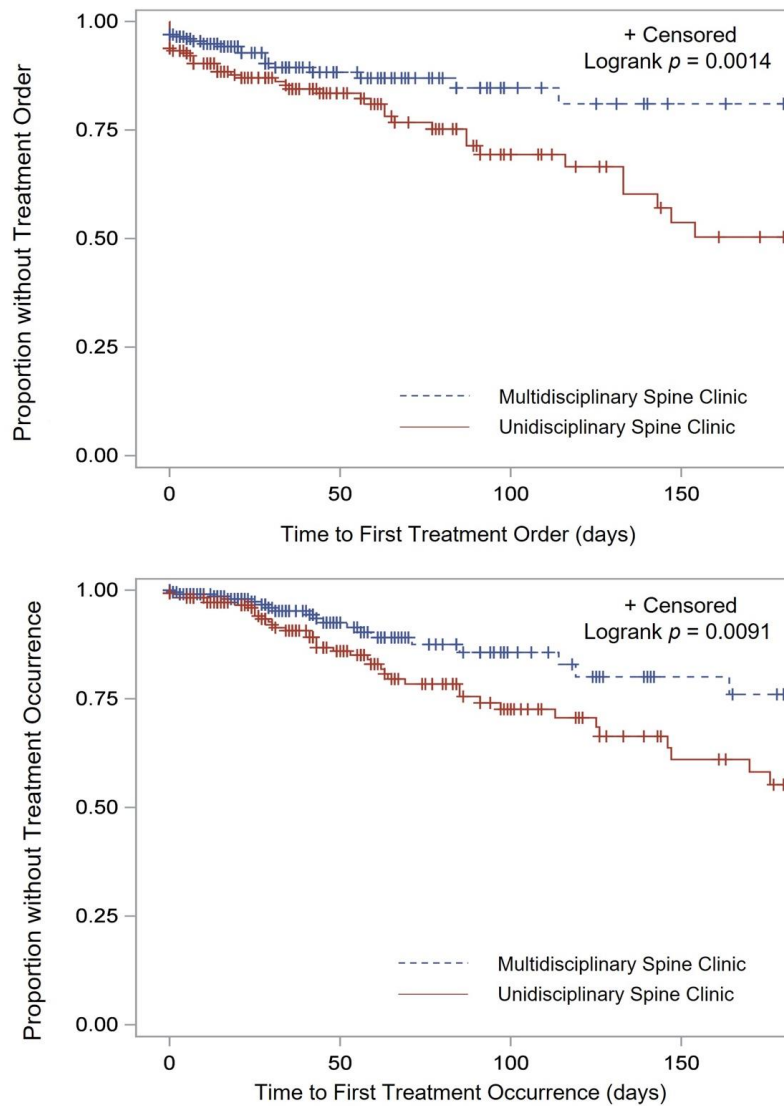 Proportion without Treatment Order
1.00
0.75
0.50
0.25
0.00
+ Censored
Logrank p = 0.0014
Multidisciplinary Spine Clinic
Unidisciplinary Spine Clinic
0 50 100 150
Time to First Treatment Order (days)
Proportion without Treatment Occurrence
1.00
0.75
0.50
0.25
0.00
+ Censored
Logrank p = 0.0091
Multidisciplinary Spine Clinic
Unidisciplinary Spine Clinic
0 50 100 150
Time to First Treatment Occurrence (days)